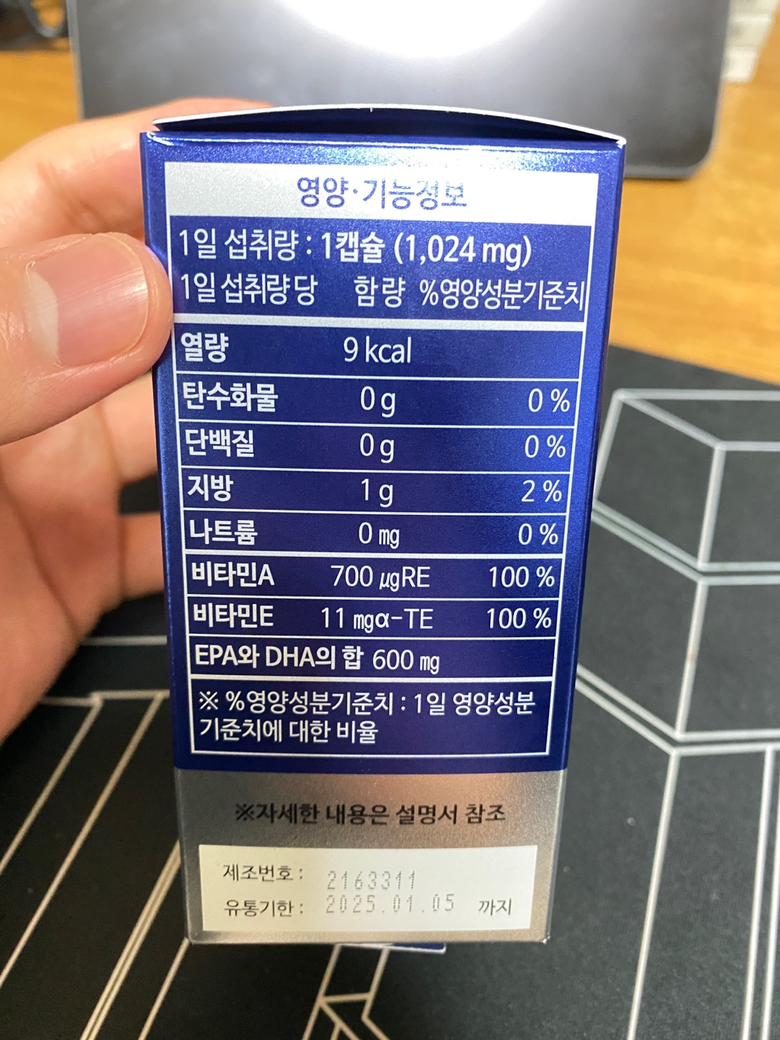 영양·기능정보
1일 섭취량 : 1캡슐 (1,024 mg)
1일 섭취량당 함량 %영양성분기준치
열량 9 kcal
탄수화물 0 g 0 %
단백질 0 g 0 %
지방 1 g 2 %
나트륨 0 mg 0 %
비타민A 700 µgRE 100 %
비타민E 11 mgα-TE 100 %
EPA와 DHA의 합 600 mg
※ %영양성분기준치 : 1일 영양성분
기준치에 대한 비율
※자세한 내용은 설명서 참조
제조번호 : 2163311
유통기한 : 2025.01.05 까지